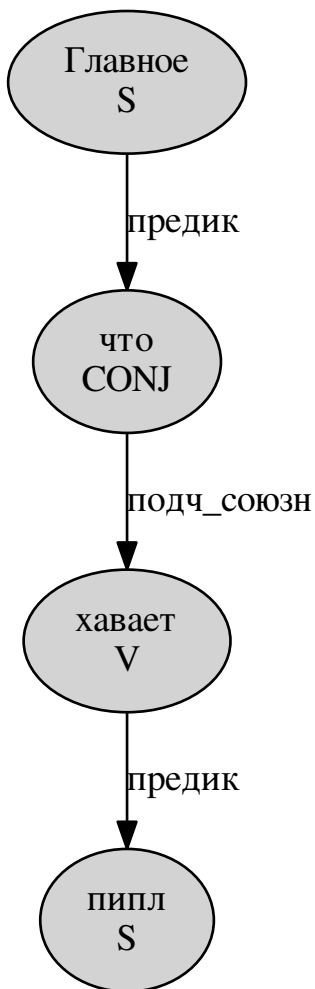 Главное
S
предик
что
CONJ
подч_союзн
хавает
V
предик
пипл
S